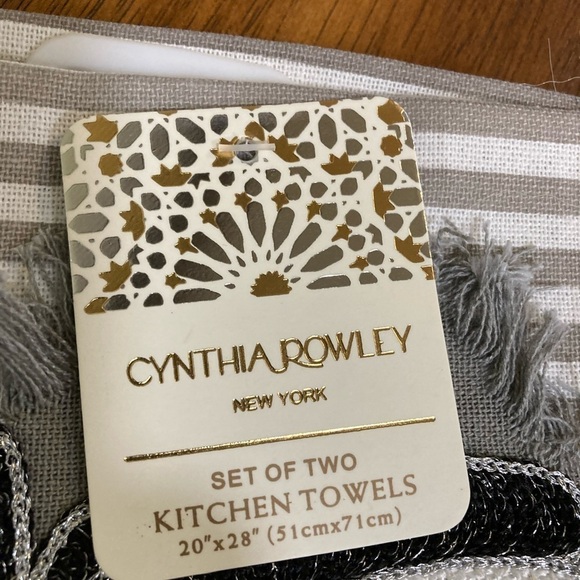 CYNTHIA ROWLEY
NEW YORK
SET OF TWO
KITCHEN TOWELS
20"x28" (51cmx71cm)